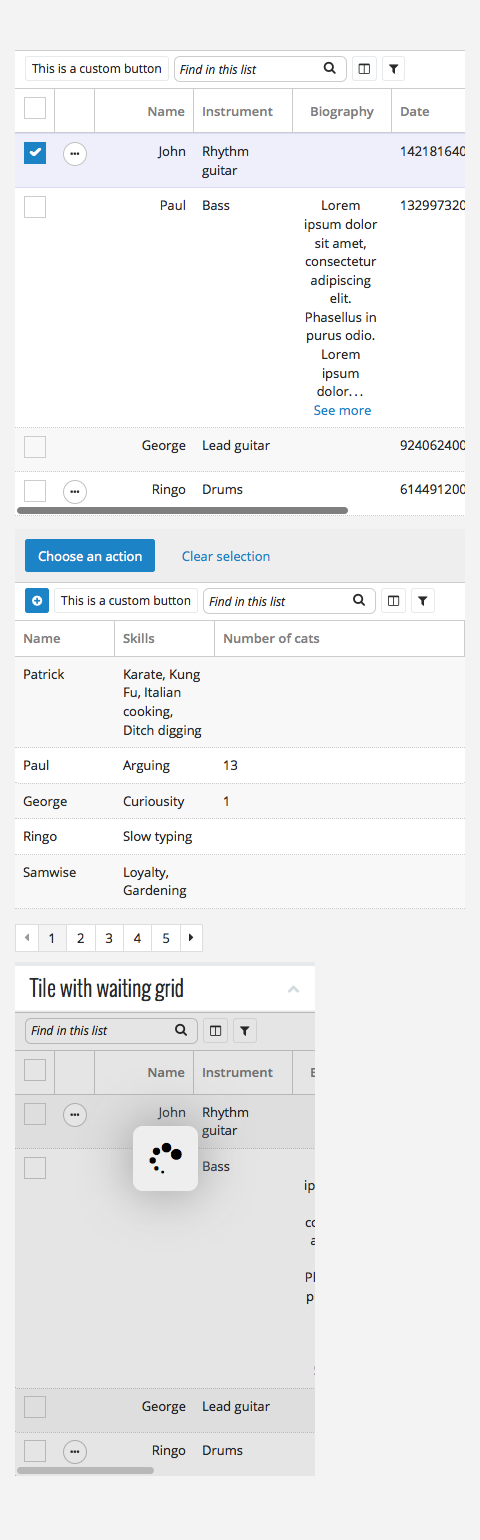 This is a custom button Find in this list
Name Instrument Biography Date
John Rhythm guitar 142181640
Paul Bass Lorem 132997320
ipsum dolor
sit amet,
consectetur
adipiscing
elit.
Phasellus in
purus odio.
Lorem
ipsum
dolor...
See more
George Lead guitar 924062400
Ringo Drums 614491200
Choose an action Clear selection
This is a custom button Find in this list
Name Skills Number of cats
Patrick Karate, Kung
Fu, Italian
cooking,
Ditch digging
Paul Arguing 13
George Curiousity 1
Ringo Slow typing
Samwise Loyalty,
Gardening
1 2 3 4 5
Tile with waiting grid
Find in this list
Name Instrument
John Rhythm
guitar
Bass
ip
Pl
p
George Lead guitar
Ringo Drums